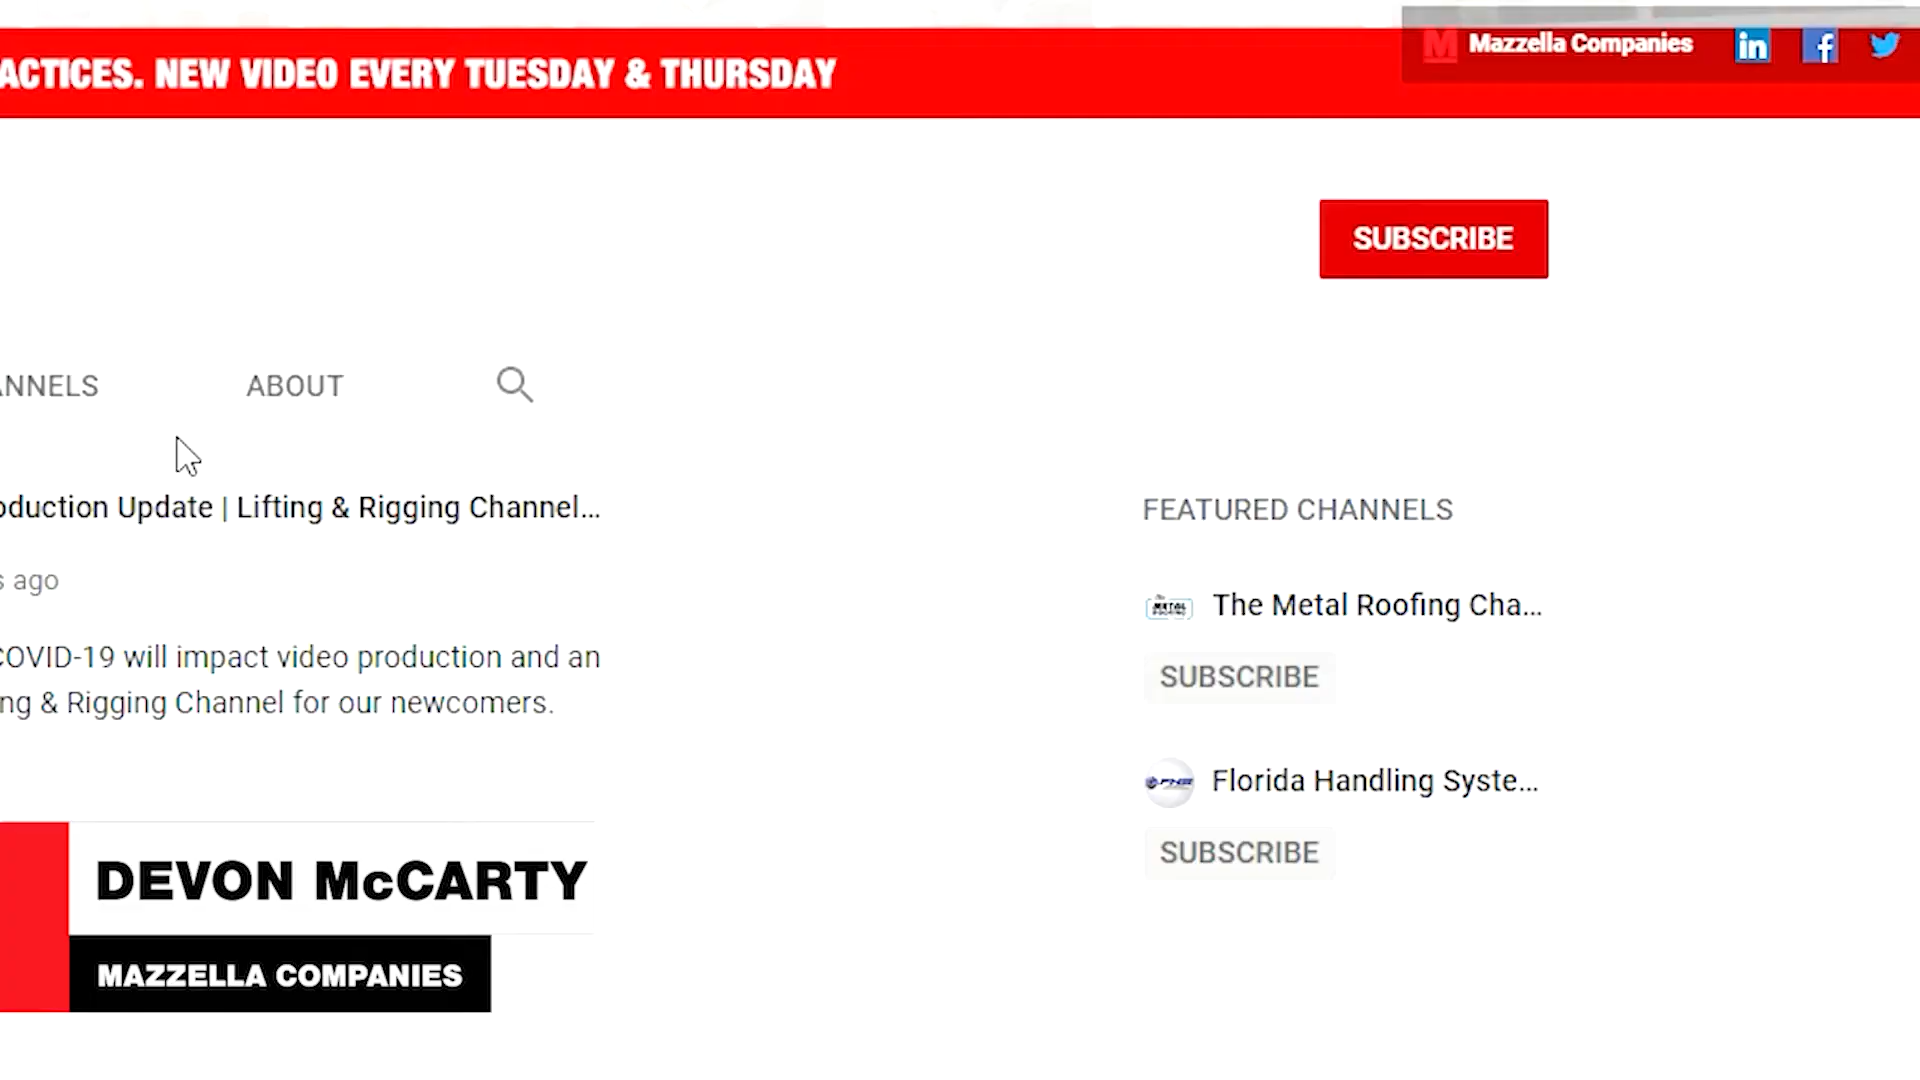 ACTICES. NEW VIDEO EVERY TUESDAY & THURSDAY
M Mazzella Companies in f
SUBSCRIBE
ANNELS ABOUT
oduction Update | Lifting & Rigging Channel...
s ago
COVID-19 will impact video production and an
ng & Rigging Channel for our newcomers.
FEATURED CHANNELS
The Metal Roofing Cha...
SUBSCRIBE
Florida Handling Syste...
SUBSCRIBE
DEVON McCARTY
MAZZELLA COMPANIES